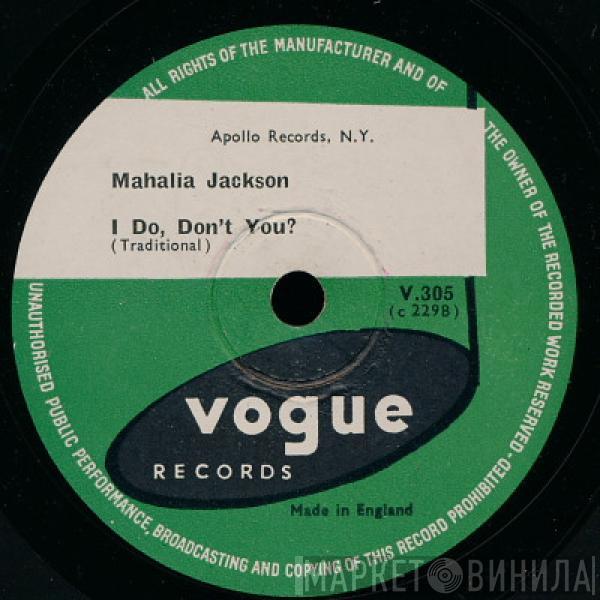 ALL RIGHTS OF THE MANUFACTURER AND OF
THE OWNER OF THE RECORDED WORK RESERVED -
UNAUTHORISED PUBLIC PERFORMANCE, BROADCASTING AND COPYING OF THIS RECORD PROHIBITED-
Apollo Records, N.Y.
Mahalia Jackson
I Do, Don't You?
(Traditional)
V.305
(c 2298)
vogue
RECORDS
Made in England
МАРКЕТ ВИНИЛА